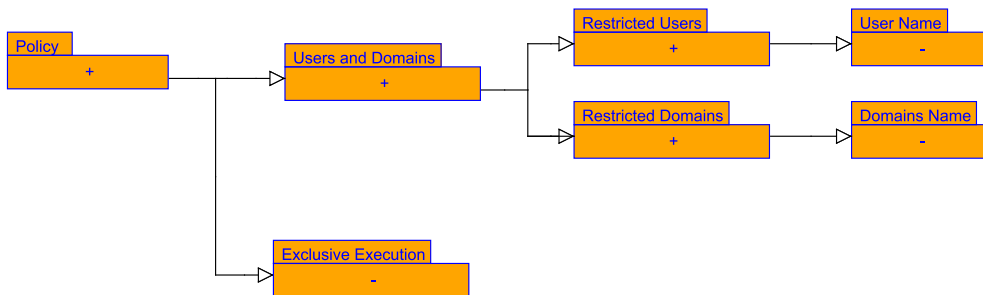 Policy
+
Users and Domains
+
Restricted Users
+
User Name
-
Restricted Domains
+
Domains Name
-
Exclusive Execution
-